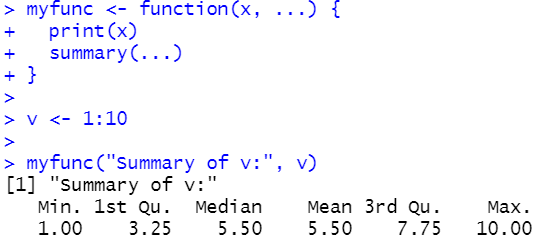 > myfunc <- function(x, ...) {
+   print(x)
+   summary(...)
+ }
>
> v <- 1:10
>
> myfunc("Summary of v:", v)
[1] "Summary of v:"
   Min. 1st Qu.  Median    Mean 3rd Qu.    Max.
   1.00    3.25    5.50    5.50    7.75   10.00